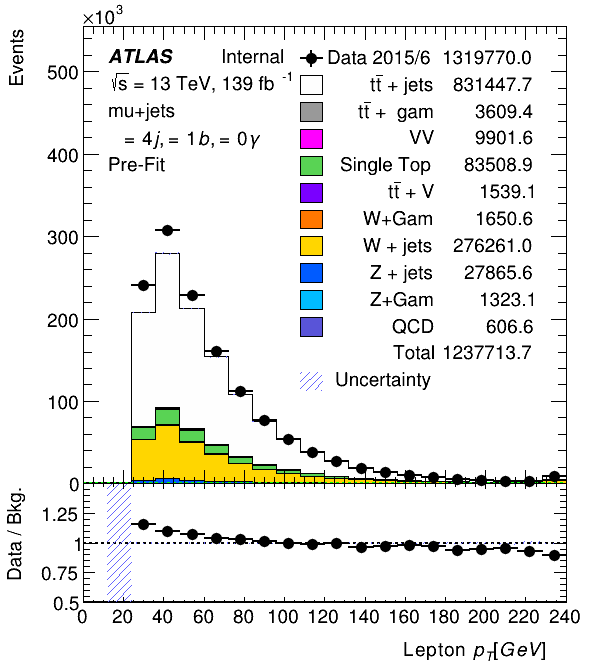 ×10³
Events
500
400
300
200
100
0
ATLAS Internal
√s = 13 TeV, 139 fb⁻¹
mu+jets
= 4j, = 1b, = 0γ
Pre-Fit
Data 2015/6 1319770.0
tt̄ + jets 831447.7
tt̄ + gam 3609.4
VV 9901.6
Single Top 83508.9
tt̄ + V 1539.1
W+Gam 1650.6
W + jets 276261.0
Z + jets 27865.6
Z+Gam 1323.1
QCD 606.6
Total 1237713.7
Uncertainty
Data / Bkg.
1.25
1
0.75
0.5
0 20 40 60 80 100 120 140 160 180 200 220 240
Lepton p_T[GeV]